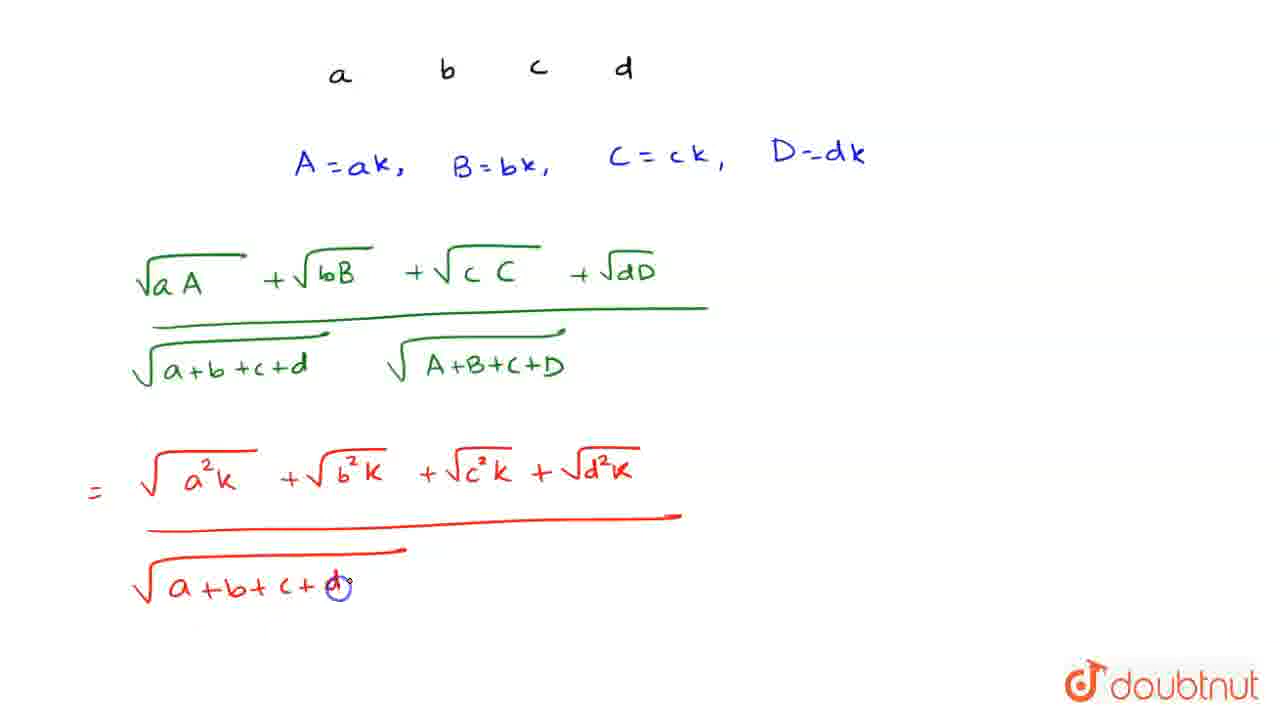 a b c d
A = ak, B = bk, C = ck, D = dk
√aA + √bB + √cC + √dD
√a+b+c+d √A+B+C+D
= √a²k + √b²k + √c²k + √d²k
√a+b+c+d
doubtnut